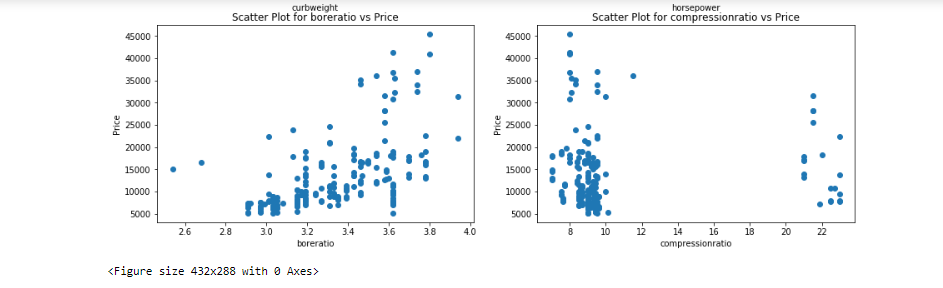 curbweight
Scatter Plot for boreratio vs Price
45000
40000
35000
30000
25000
20000
15000
10000
5000
Price
2.6 2.8 3.0 3.2 3.4 3.6 3.8 4.0
boreratio
horsepower
Scatter Plot for compressionratio vs Price
45000
40000
35000
30000
25000
20000
15000
10000
5000
Price
8 10 12 14 16 18 20 22
compressionratio
<Figure size 432x288 with 0 Axes>